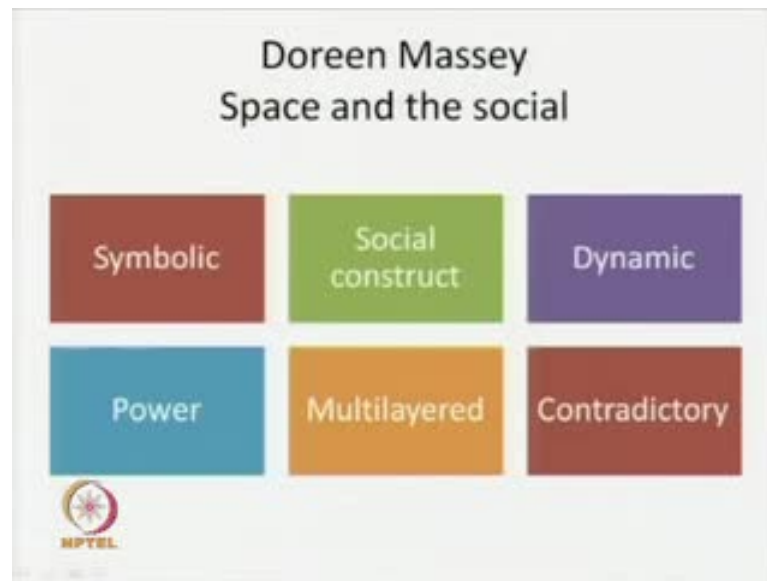 Doreen Massey
Space and the social
Symbolic
Social
construct
Dynamic
Power
Multilayered
Contradictory
NPTEL